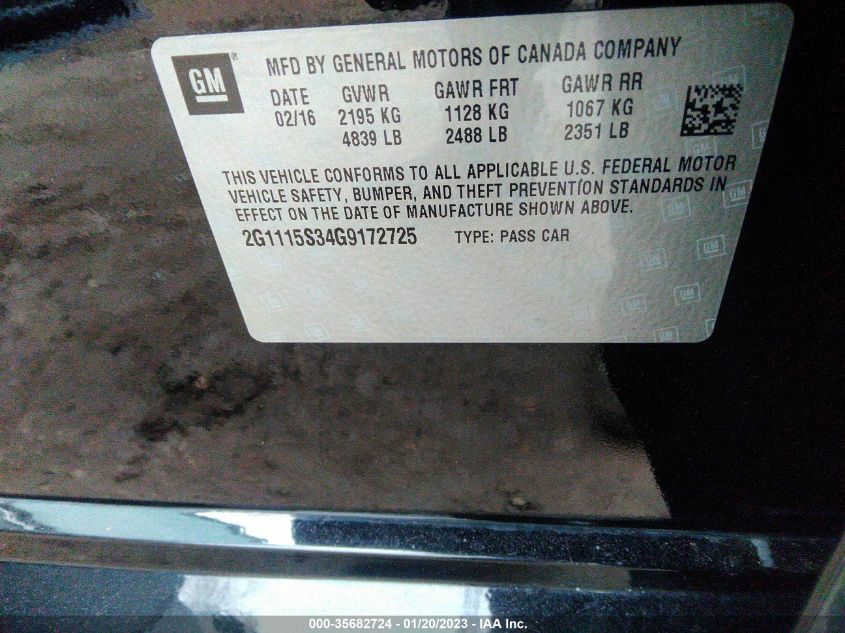 GM
MFD BY GENERAL MOTORS OF CANADA COMPANY
DATE GVWR GAWR FRT GAWR RR
02/16 2195 KG 1128 KG 1067 KG
4839 LB 2488 LB 2351 LB
THIS VEHICLE CONFORMS TO ALL APPLICABLE U.S. FEDERAL MOTOR
VEHICLE SAFETY, BUMPER, AND THEFT PREVENTION STANDARDS IN
EFFECT ON THE DATE OF MANUFACTURE SHOWN ABOVE.
2G1115S34G9172725 TYPE: PASS CAR
000-35682724 - 01/20/2023 - IAA Inc.